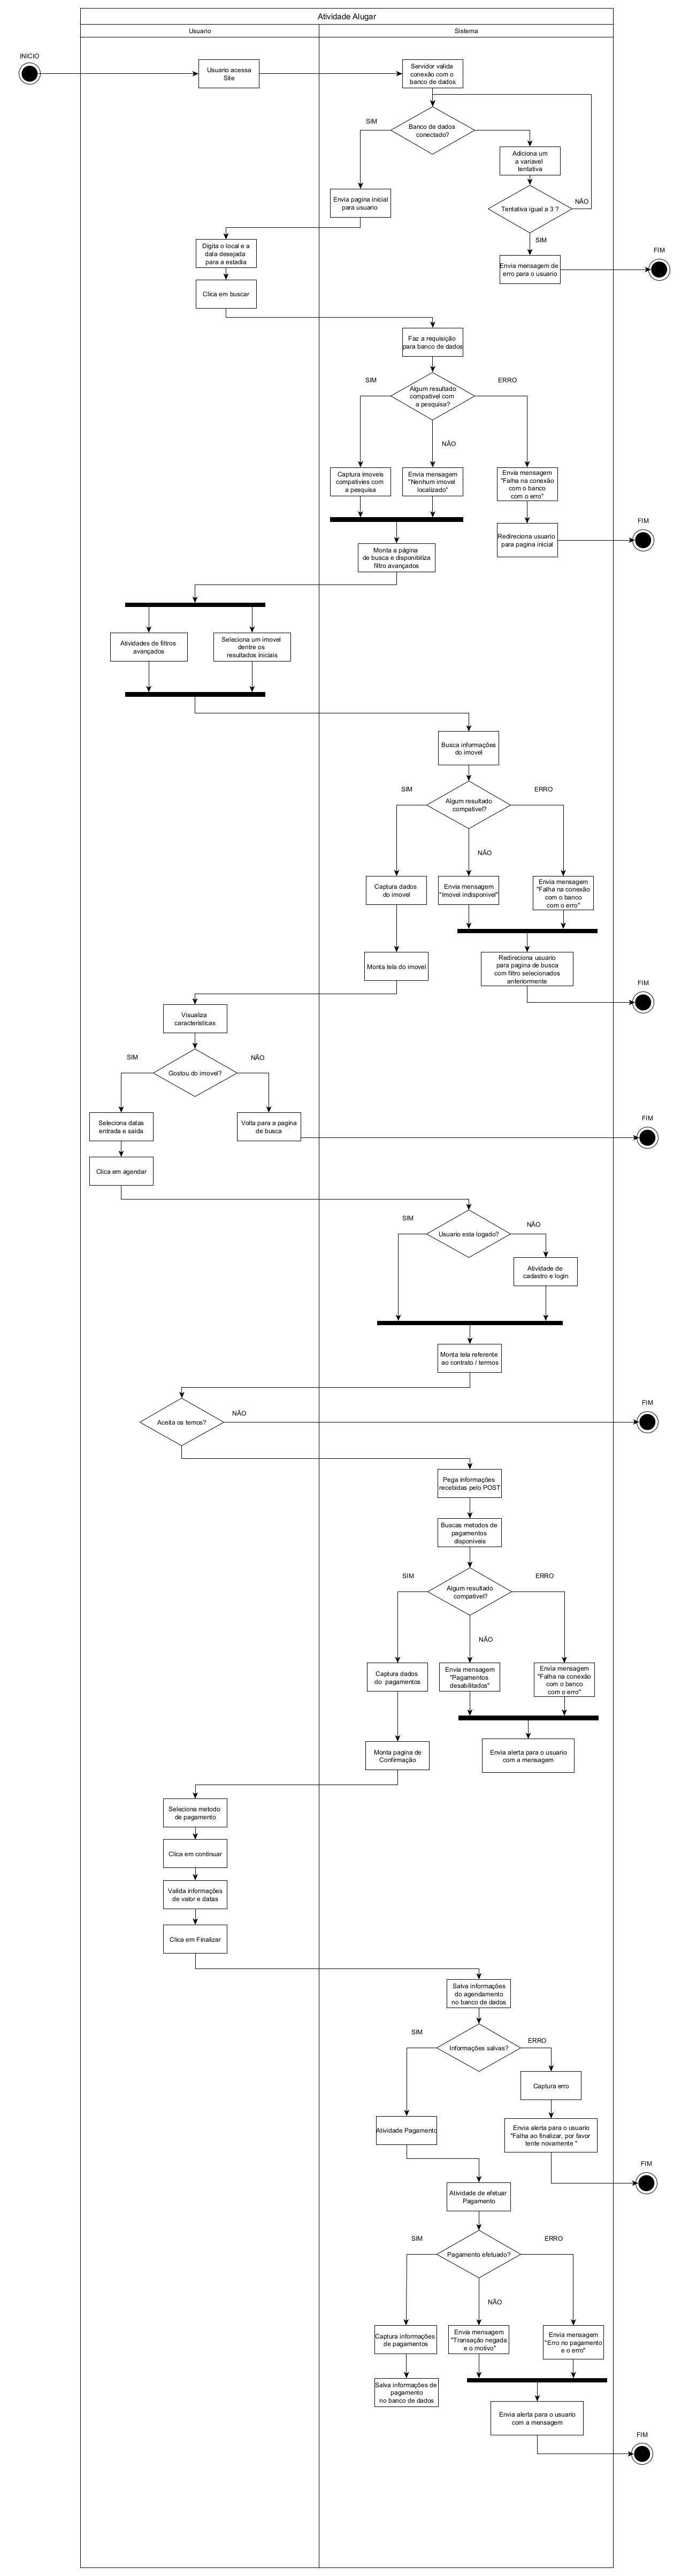 Atividade Alugar
Usuario
Sistema
INICIO
Usuario acessa
Site
Servidor valida
conexão com o
banco de dados
Banco de dados
conectado?
SIM
Adiciona um
a variavel
tentativa
Tentativa igual a 3 ?
NÃO
SIM
Envia pagina inicial
para usuario
Envia mensagem de
erro para o usuario
FIM
Digita o local e a
data desejada
para a estadia
Clica em buscar
Faz a requisição
para banco de dados
Algum resultado
compativel com
a pesquisa?
SIM
ERRO
NÃO
Captura imoveis
compativies com
a pesquisa
Envia mensagem
"Nenhum imovel
localizado"
Envia mensagem
"Falha na conexão
com o banco
com o erro"
Redireciona usuario
para pagina inicial
FIM
Monta a página
de busca e disponibiliza
filtro avançados
Atividades de filtros
avançados
Seleciona um imovel
dentre os
resultados iniciais
Busca informações
do imovel
Algum resultado
compativel?
SIM
ERRO
NÃO
Captura dados
do imovel
Envia mensagem
"Imovel indisponivel"
Envia mensagem
"Falha na conexão
com o banco
com o erro"
Monta tela do imovel
Redireciona usuario
para pagina de busca
com filtro selecionados
anteriormente
FIM
Visualiza
caracteristicas
Gostou do imovel?
SIM
NÃO
Seleciona datas
entrada e saida
Volta para a pagina
de busca
FIM
Clica em agendar
Usuario esta logado?
SIM
NÃO
Atividade de
cadastro e login
Monta tela referente
ao contrato / termos
Aceita os temos?
NÃO
FIM
Pega informações
recebidas pelo POST
Buscas metodos de
pagamentos
disponiveis
Algum resultado
compativel?
SIM
ERRO
NÃO
Captura dados
do pagamentos
Envia mensagem
"Pagamentos
desabilitados"
Envia mensagem
"Falha na conexão
com o banco
com o erro"
Monta pagina de
Confirmação
Envia alerta para o usuario
com a mensagem
Seleciona metodo
de pagamento
Clica em continuar
Valida informações
de valor e datas
Clica em Finalizar
Salva informações
do agendamento
no banco de dados
Informações salvas?
SIM
ERRO
Captura erro
Atividade Pagamento
Envia alerta para o usuario
"Falha ao finalizar, por favor
tente novamente "
FIM
Atividade de efetuar
Pagamento
Pagamento efetuado?
SIM
ERRO
NÃO
Captura informações
de pagamentos
Envia mensagem
"Transação negada
e o motivo"
Envia mensagem
"Erro no pagamento
e o erro"
Salva informações de
pagamento
no banco de dados
Envia alerta para o usuario
com a mensagem
FIM